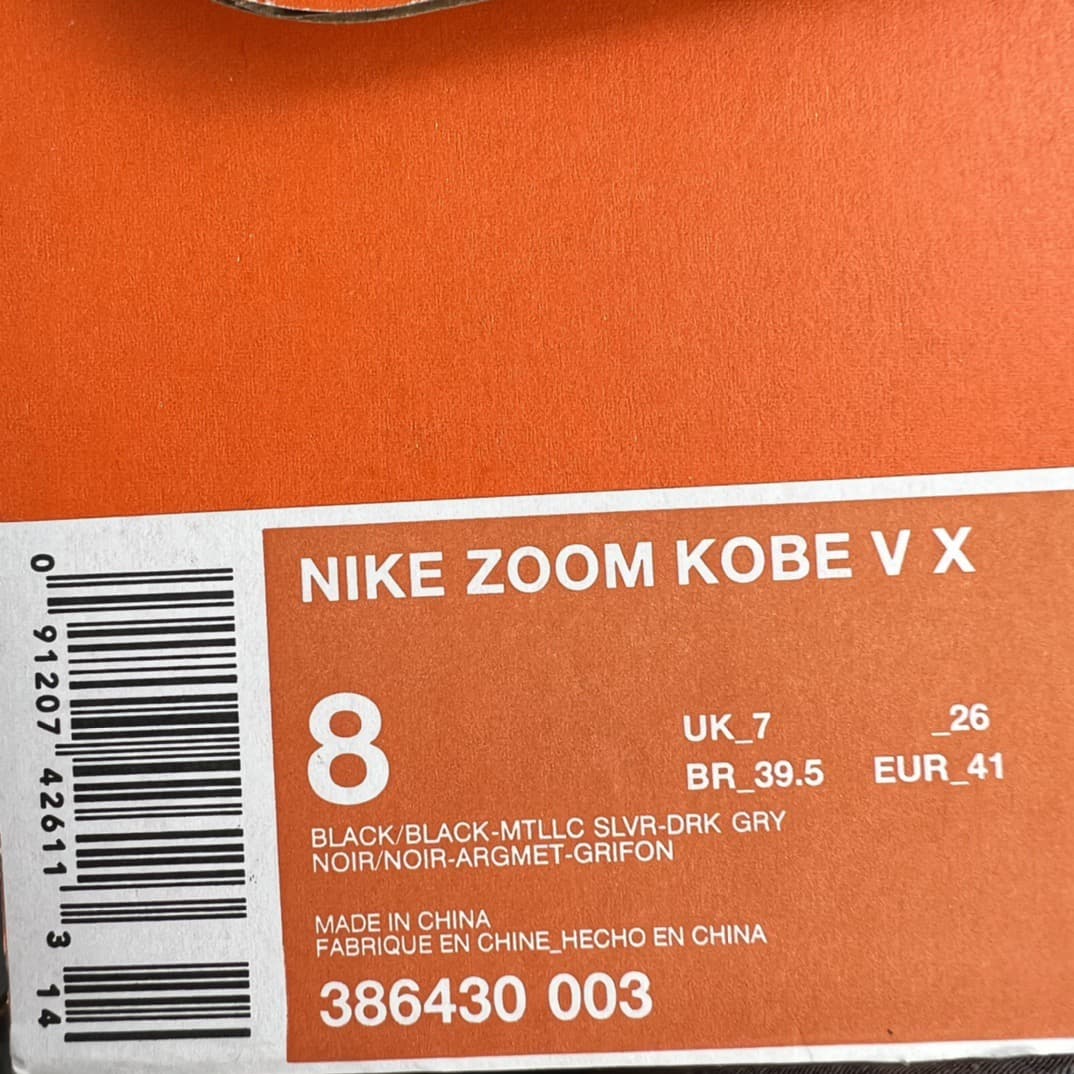 NIKE ZOOM KOBE V X
8
UK_7 _26
BR_39.5 EUR_41
BLACK/BLACK-MTLLC SLVR-DRK GRY
NOIR/NOIR-ARGMET-GRIFON
MADE IN CHINA
FABRIQUE EN CHINE_HECHO EN CHINA
386430 003
0 91207 42611 3 14